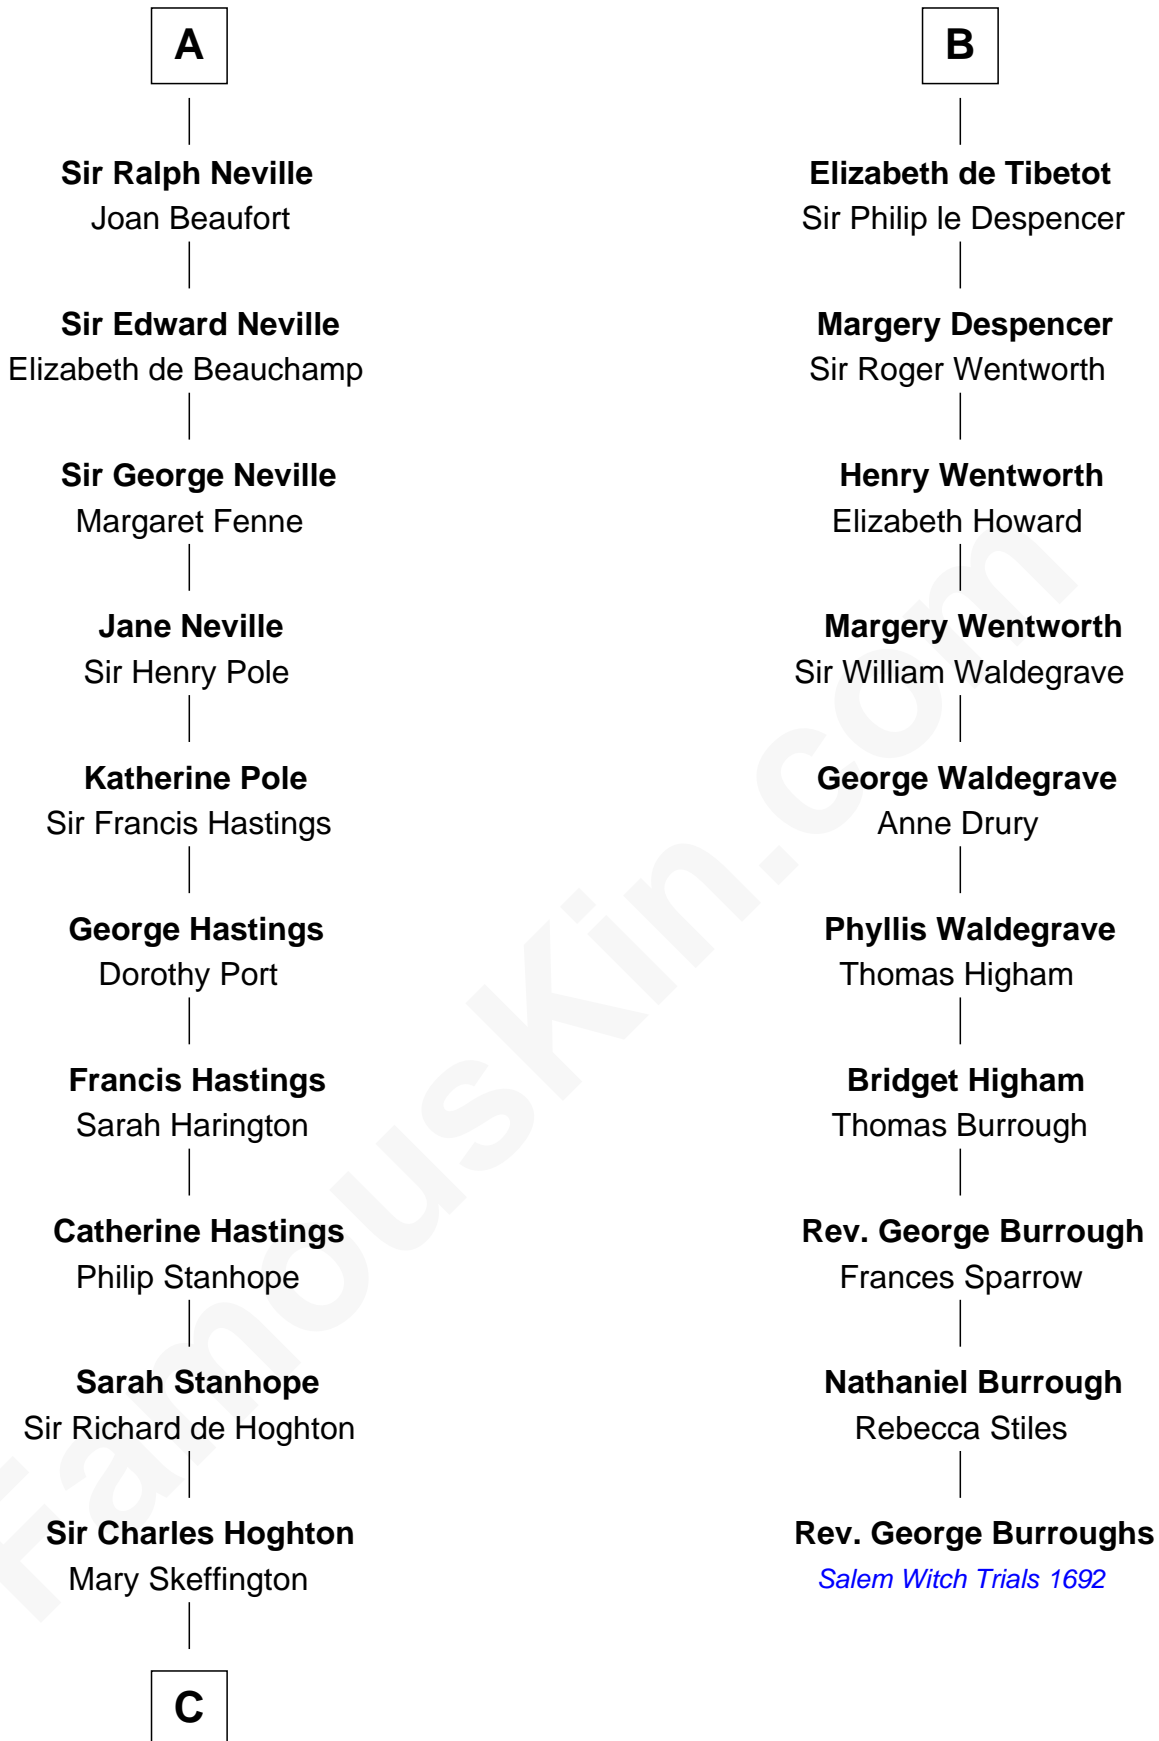 A
Sir Ralph Neville
Joan Beaufort
Sir Edward Neville
Elizabeth de Beauchamp
Sir George Neville
Margaret Fenne
Jane Neville
Sir Henry Pole
Katherine Pole
Sir Francis Hastings
George Hastings
Dorothy Port
Francis Hastings
Sarah Harington
Catherine Hastings
Philip Stanhope
Sarah Stanhope
Sir Richard de Hoghton
Sir Charles Hoghton
Mary Skeffington
C
B
Elizabeth de Tibetot
Sir Philip le Despencer
Margery Despencer
Sir Roger Wentworth
Henry Wentworth
Elizabeth Howard
Margery Wentworth
Sir William Waldegrave
George Waldegrave
Anne Drury
Phyllis Waldegrave
Thomas Higham
Bridget Higham
Thomas Burrough
Rev. George Burrough
Frances Sparrow
Nathaniel Burrough
Rebecca Stiles
Rev. George Burroughs
Salem Witch Trials 1692
FamousKin.com